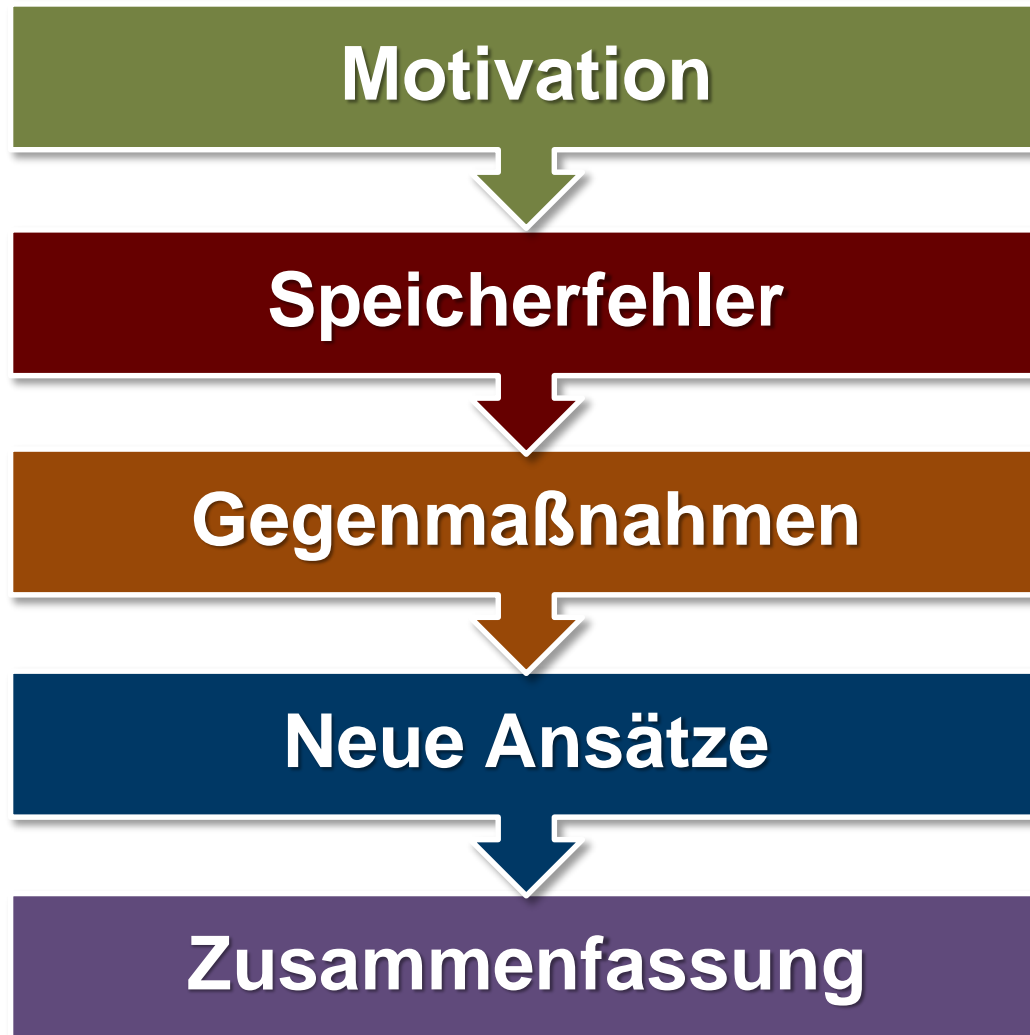 Motivation
Speicherfehler
Gegenmaßnahmen
Neue Ansätze
Zusammenfassung